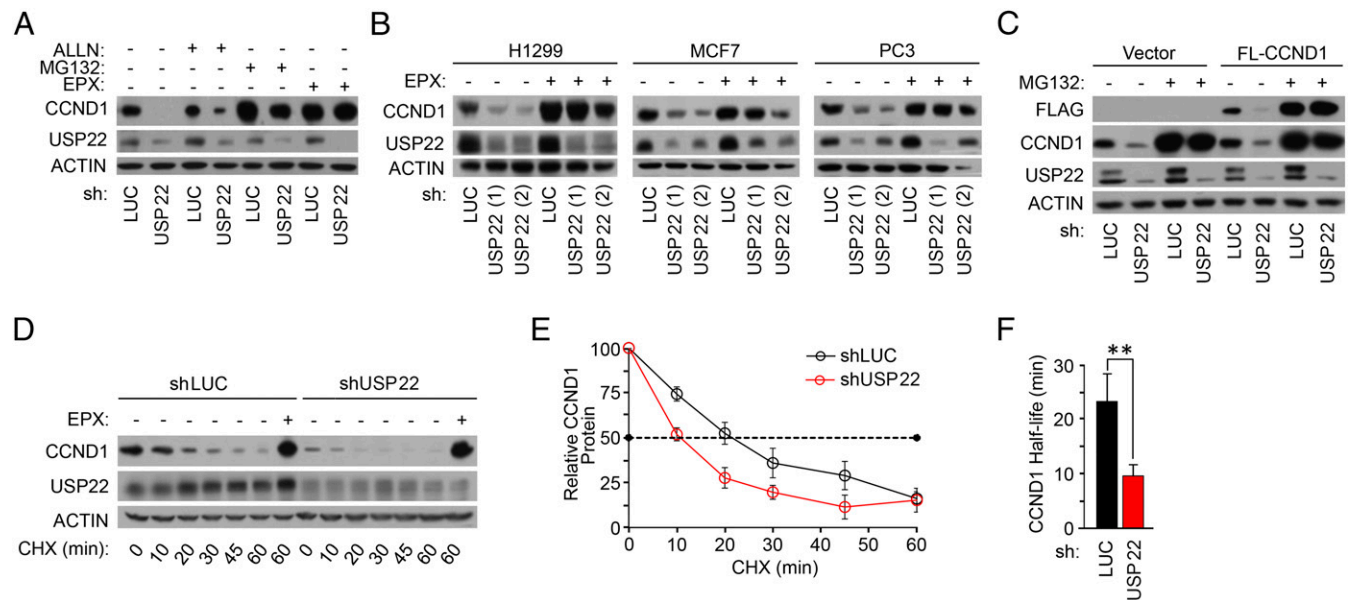 A
ALLN: - - + + - - - -
MG132: - - - - + + - -
EPX: - - - - - - + +
CCND1
USP22
ACTIN
sh: LUC USP22 LUC USP22 LUC USP22 LUC USP22
B
H1299 MCF7 PC3
EPX: - - - + + + - - - + + + - - - + + +
CCND1
USP22
ACTIN
sh: LUC USP22 (1) USP22 (2) LUC USP22 (1) USP22 (2) LUC USP22 (1) USP22 (2) LUC USP22 (1) USP22 (2) LUC USP22 (1) USP22 (2) LUC USP22 (1) USP22 (2)
C
Vector FL-CCND1
MG132: - - + + - - + +
FLAG
CCND1
USP22
ACTIN
sh: LUC USP22 LUC USP22 LUC USP22 LUC USP22
D
shLUC shUSP22
EPX: - - - - - - + - - - - - - +
CCND1
USP22
ACTIN
CHX (min): 0 10 20 30 45 60 60 0 10 20 30 45 60 60
E
Relative CCND1
Protein
100
75
50
25
0
0 10 20 30 40 50 60
CHX (min)
shLUC
shUSP22
F
CCND1 Half-life (min)
30
20
10
0
**
sh: LUC USP22